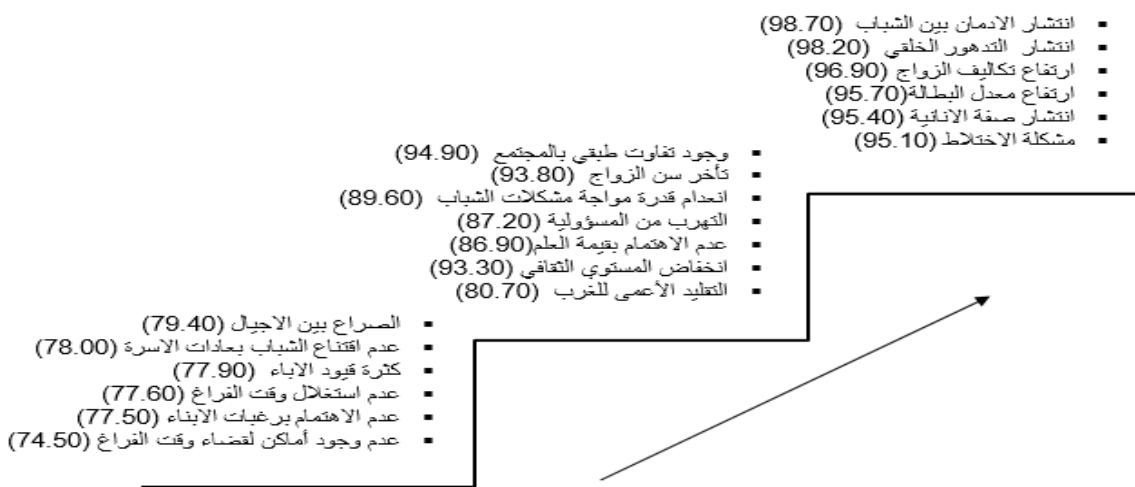 ▪ انتشار الادمان بين الشباب (98.70)
▪ انتشار التدهور الخلقي (98.20)
▪ ارتفاع تكاليف الزواج (96.90)
▪ ارتفاع معدل البطالة(95.70)
▪ انتشار صفة الانانية (95.40)
▪ مشكلة الاختلاط (95.10)
▪ وجود تفاوت طبقي بالمجتمع (94.90)
▪ تأخر سن الزواج (93.80)
▪ انعدام قدرة مواجة مشكلات الشباب (89.60)
▪ التهرب من المسؤولية (87.20)
▪ عدم الاهتمام بقيمة العلم(86.90)
▪ انخفاض المستوي الثقافي (93.30)
▪ التقليد الأعمى للغرب (80.70)
▪ الصراع بين الاجيال (79.40)
▪ عدم اقتناع الشباب بعادات الاسرة (78.00)
▪ كثرة قيود الاباء (77.90)
▪ عدم استغلال وقت الفراغ (77.60)
▪ عدم الاهتمام برغبات الابناء (77.50)
▪ عدم وجود أماكن لقضاء وقت الفراغ (74.50)